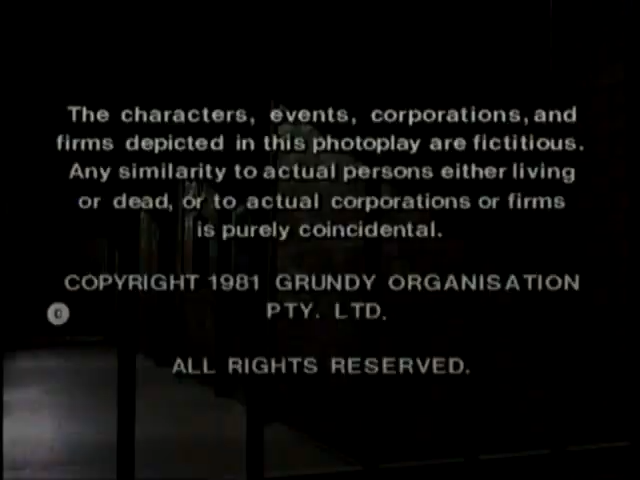 The characters, events, corporations, and
firms depicted in this photoplay are fictitious.
Any similarity to actual persons either living
or dead, or to actual corporations or firms
is purely coincidental.
COPYRIGHT 1981 GRUNDY ORGANISATION
PTY. LTD.
ALL RIGHTS RESERVED.